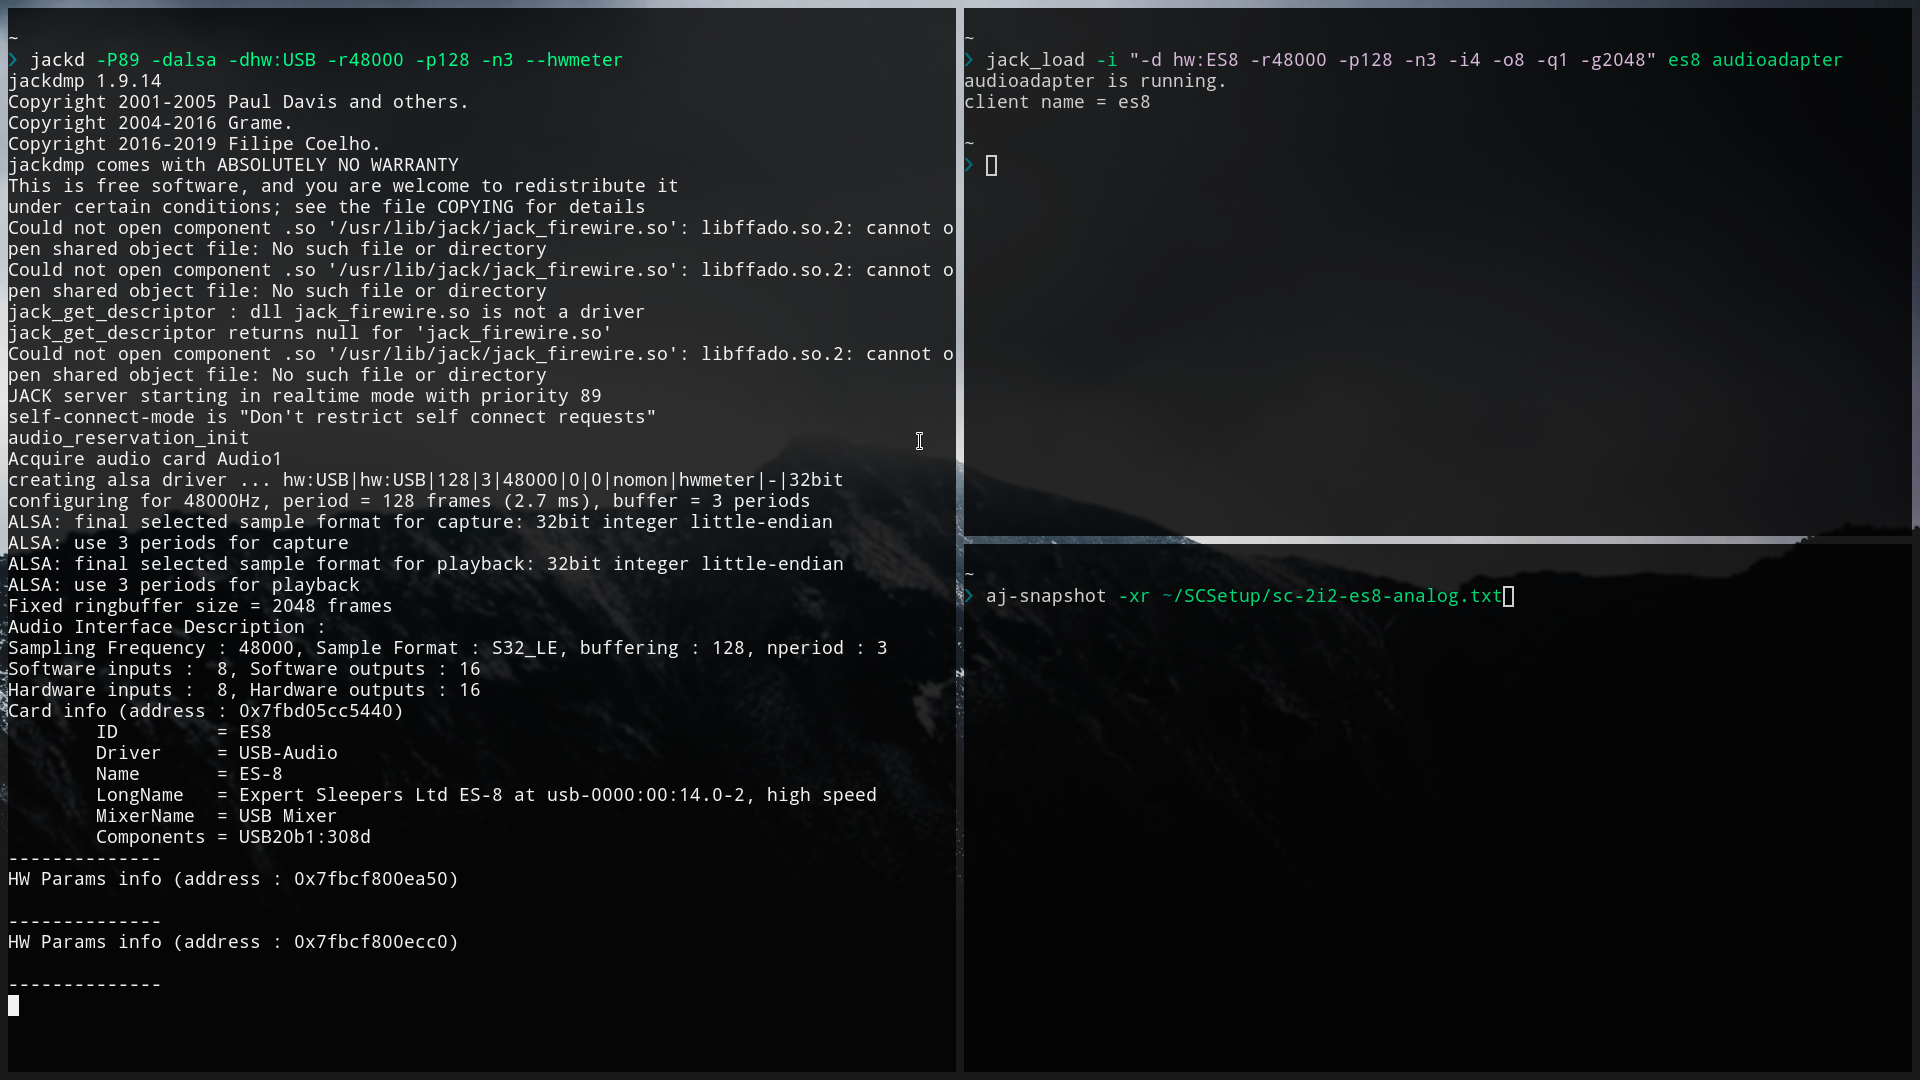 ~
❯ jackd -P89 -dalsa -dhw:USB -r48000 -p128 -n3 --hwmeter
jackdmp 1.9.14
Copyright 2001-2005 Paul Davis and others.
Copyright 2004-2016 Grame.
Copyright 2016-2019 Filipe Coelho.
jackdmp comes with ABSOLUTELY NO WARRANTY
This is free software, and you are welcome to redistribute it
under certain conditions; see the file COPYING for details
Could not open component .so '/usr/lib/jack/jack_firewire.so': libffado.so.2: cannot o
pen shared object file: No such file or directory
Could not open component .so '/usr/lib/jack/jack_firewire.so': libffado.so.2: cannot o
pen shared object file: No such file or directory
jack_get_descriptor : dll jack_firewire.so is not a driver
jack_get_descriptor returns null for 'jack_firewire.so'
Could not open component .so '/usr/lib/jack/jack_firewire.so': libffado.so.2: cannot o
pen shared object file: No such file or directory
JACK server starting in realtime mode with priority 89
self-connect-mode is "Don't restrict self connect requests"
audio_reservation_init
Acquire audio card Audio1
creating alsa driver ... hw:USB|hw:USB|128|3|48000|0|0|nomon|hwmeter|-|32bit
configuring for 48000Hz, period = 128 frames (2.7 ms), buffer = 3 periods
ALSA: final selected sample format for capture: 32bit integer little-endian
ALSA: use 3 periods for capture
ALSA: final selected sample format for playback: 32bit integer little-endian
ALSA: use 3 periods for playback
Fixed ringbuffer size = 2048 frames
Audio Interface Description :
Sampling Frequency : 48000, Sample Format : S32_LE, buffering : 128, nperiod : 3
Software inputs :  8, Software outputs : 16
Hardware inputs :  8, Hardware outputs : 16
Card info (address : 0x7fbd05cc5440)
        ID         = ES8
        Driver     = USB-Audio
        Name       = ES-8
        LongName   = Expert Sleepers Ltd ES-8 at usb-0000:00:14.0-2, high speed
        MixerName  = USB Mixer
        Components = USB20b1:308d
--------------
HW Params info (address : 0x7fbcf800ea50)

--------------
HW Params info (address : 0x7fbcf800ecc0)

--------------
~
❯ jack_load -i "-d hw:ES8 -r48000 -p128 -n3 -i4 -o8 -q1 -g2048" es8 audioadapter
audioadapter is running.
client name = es8

~
❯
~
❯ aj-snapshot -xr ~/SCSetup/sc-2i2-es8-analog.txt